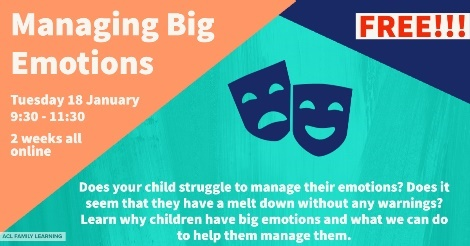 Managing Big
Emotions
FREE!!!
Tuesday 18 January
9:30 - 11:30
2 weeks all
online
Does your child struggle to manage their emotions? Does it
seem that they have a melt down without any warnings?
Learn why children have big emotions and what we can do
to help them manage them.
ACL FAMILY LEARNING